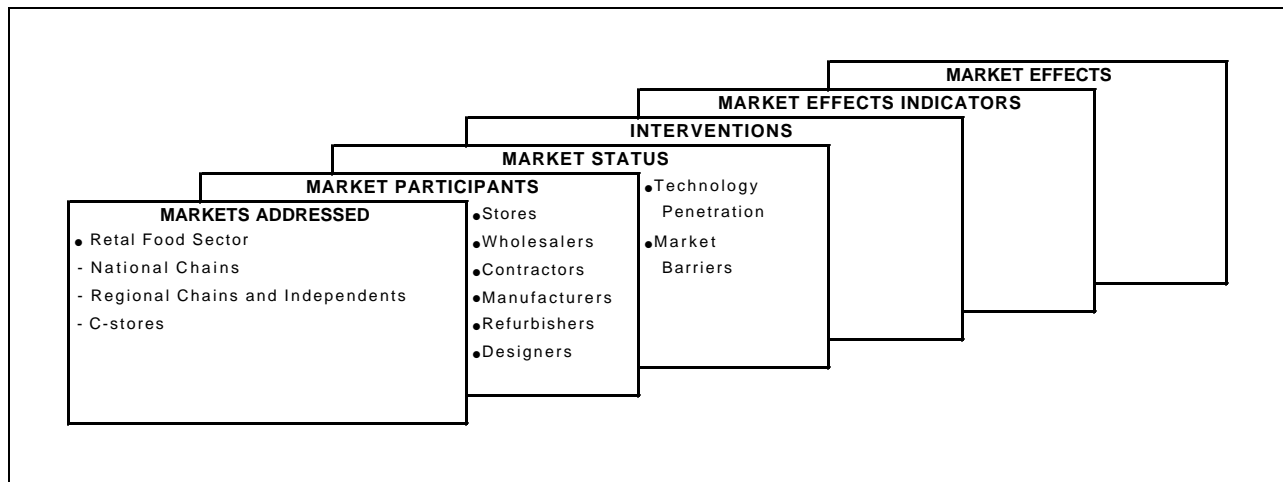 MARKET EFFECTS
MARKET EFFECTS INDICATORS
INTERVENTIONS
MARKET STATUS
●Technology
Penetration
●Market
Barriers
MARKET PARTICIPANTS
●Stores
●Wholesalers
●Contractors
●Manufacturers
●Refurbishers
●Designers
MARKETS ADDRESSED
● Retal Food Sector
- National Chains
- Regional Chains and Independents
- C-stores